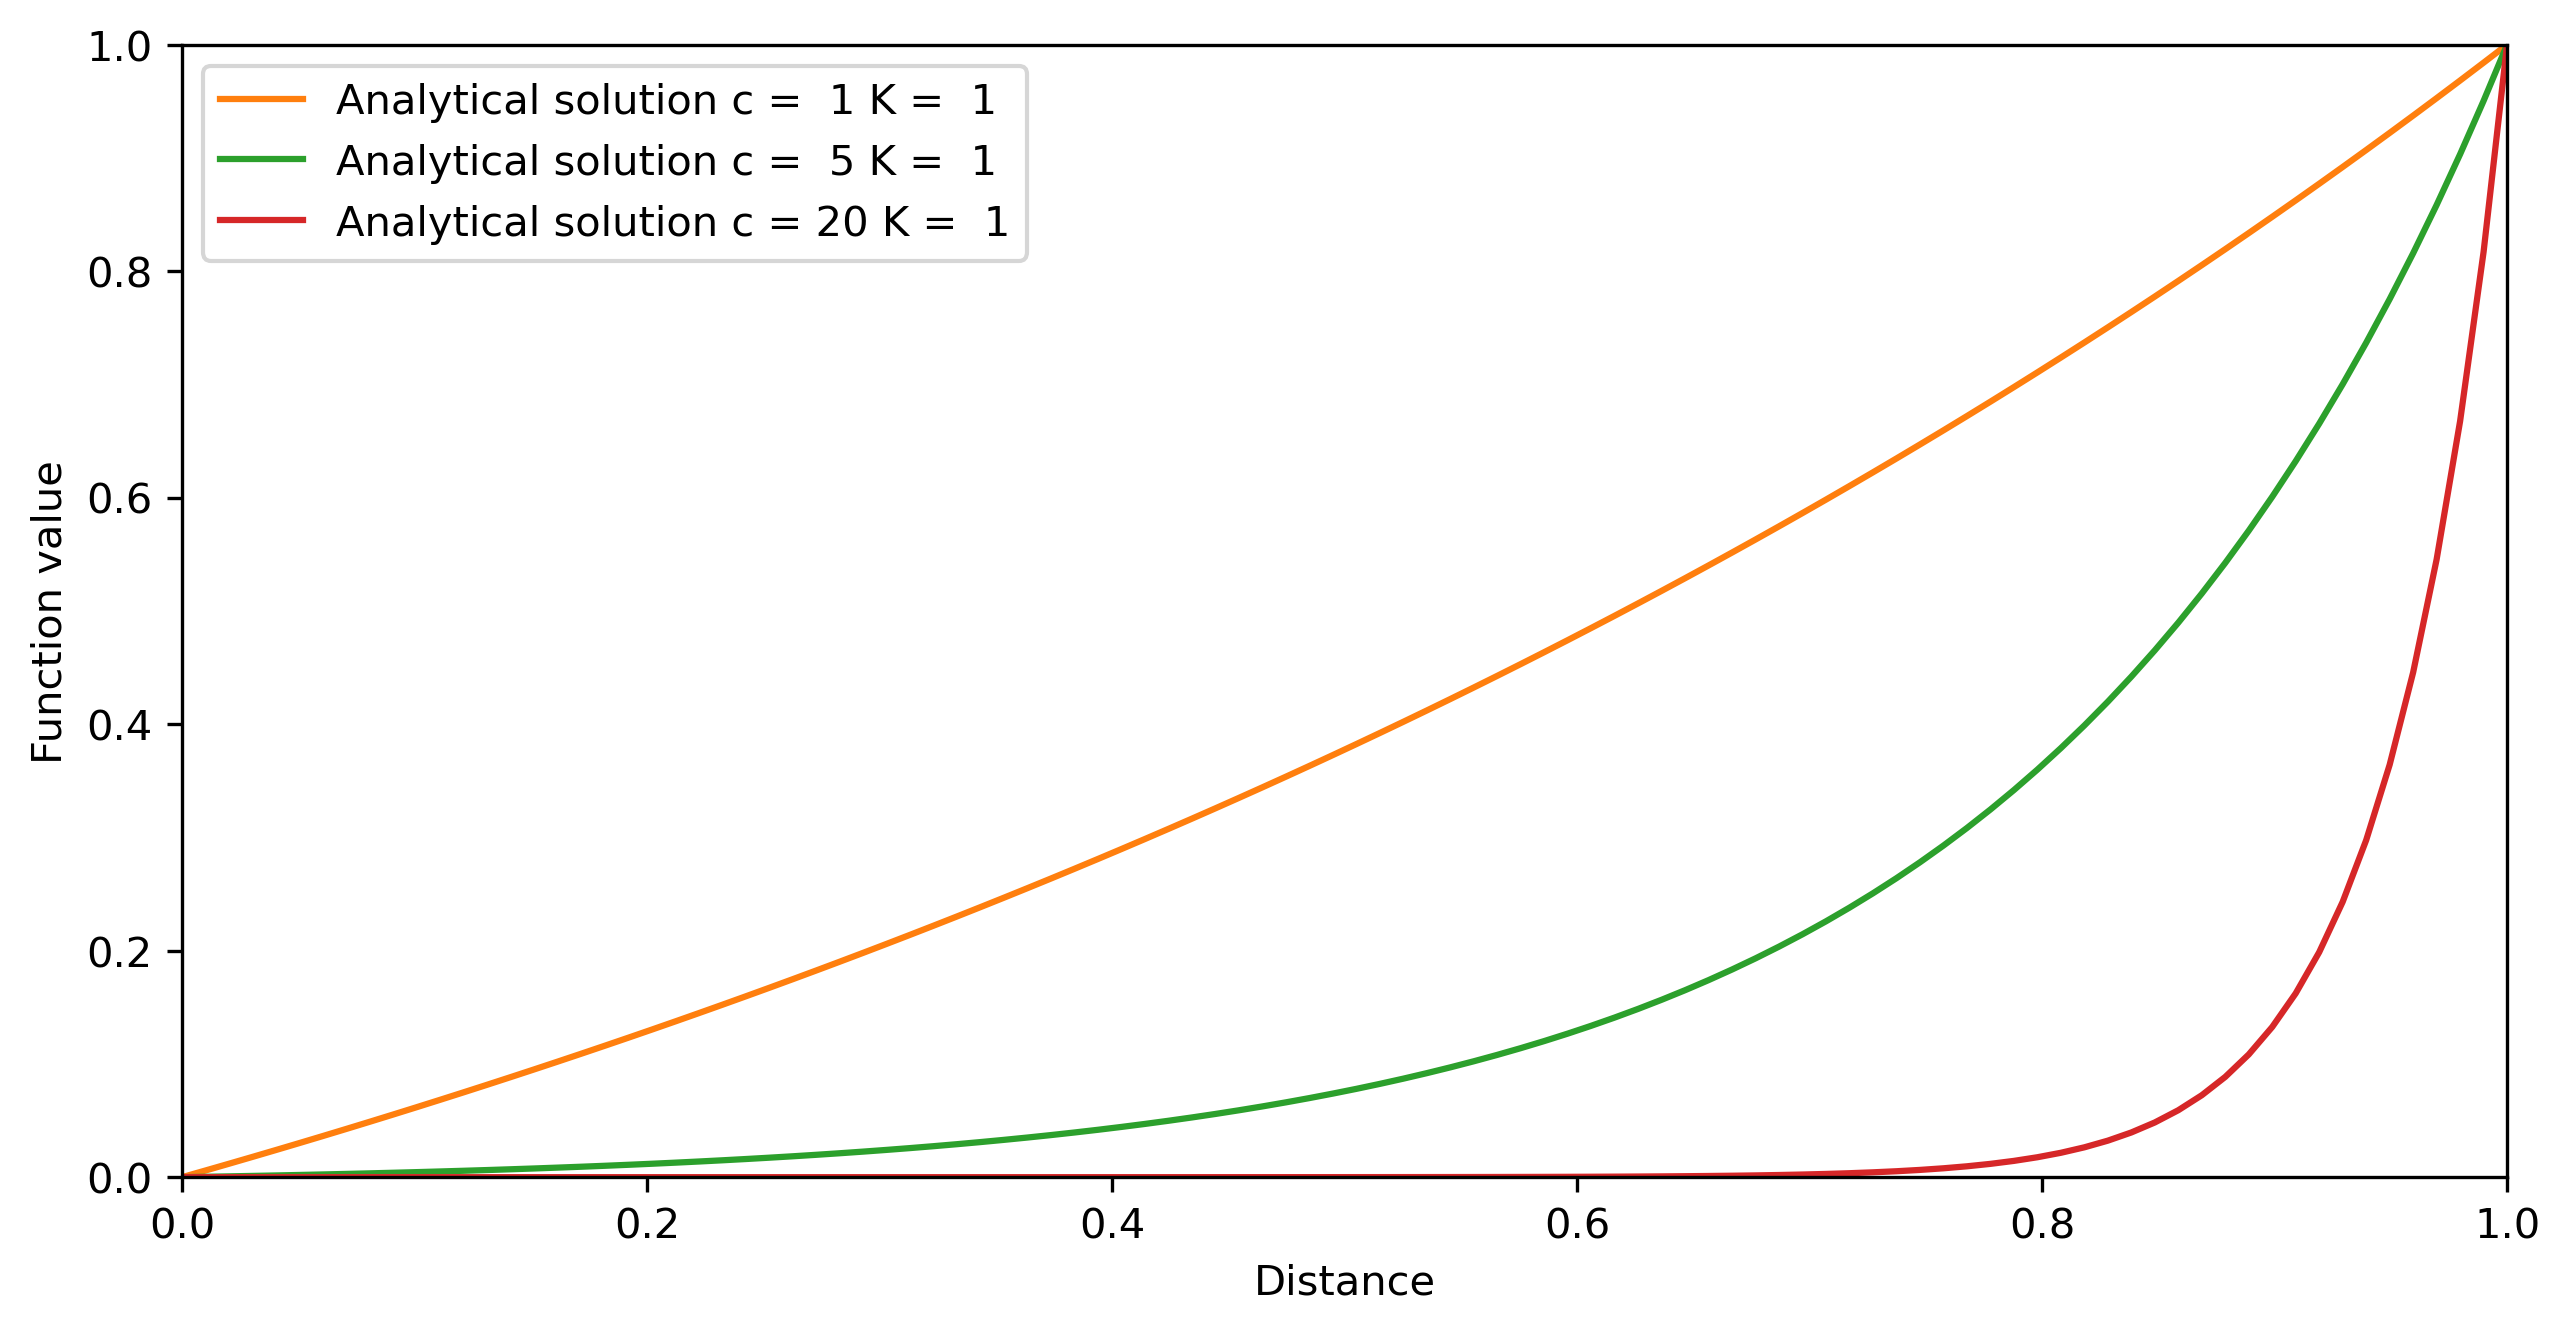 1.0
0.8
0.6
0.4
0.2
0.0
Function value
Analytical solution c =  1 K =  1
Analytical solution c =  5 K =  1
Analytical solution c = 20 K =  1
0.0 0.2 0.4 0.6 0.8 1.0
Distance